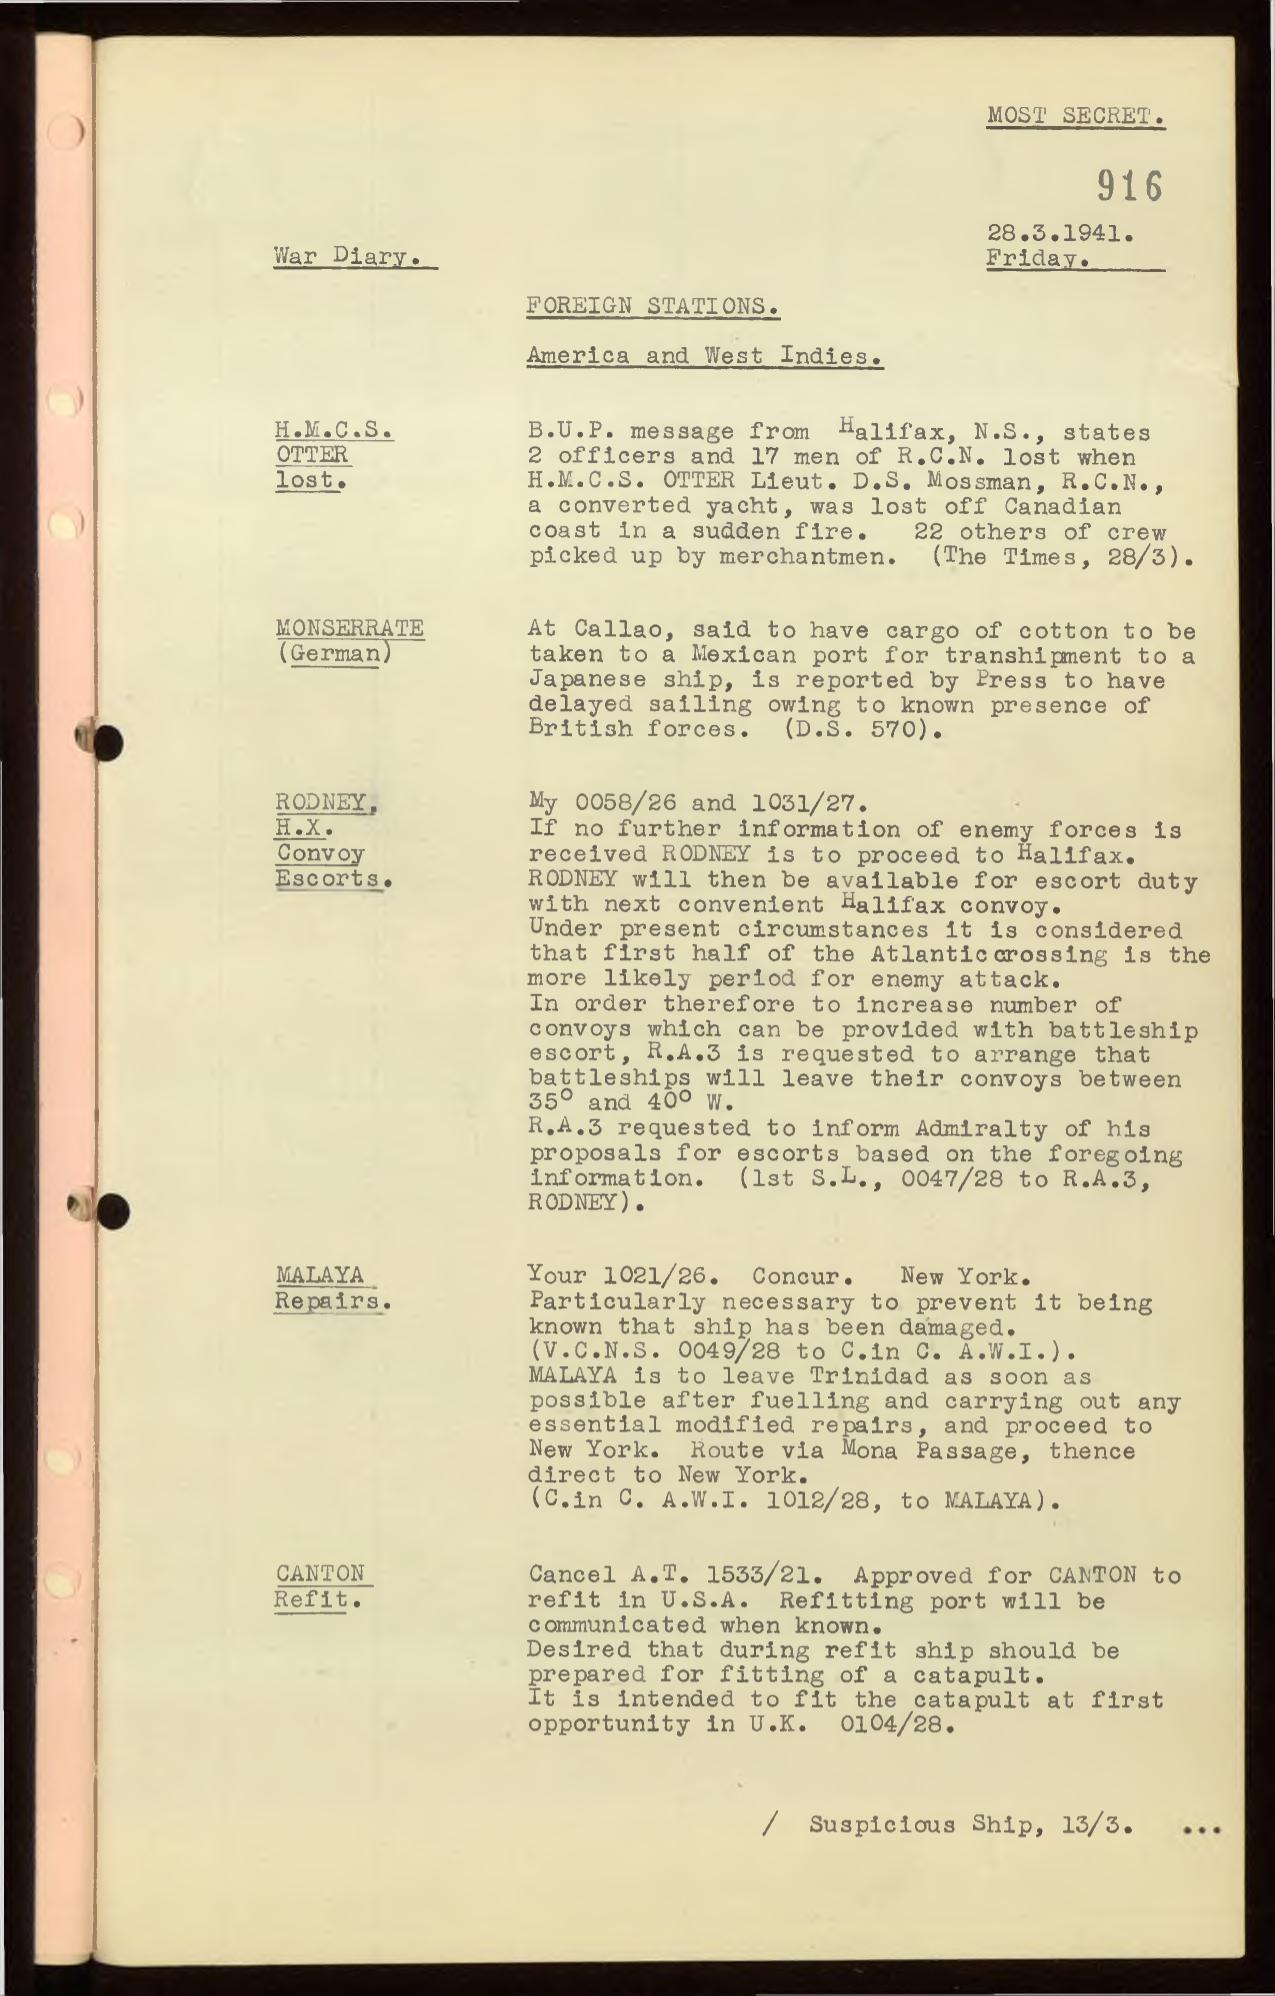 MOST SECRET.
916
28.3.1941.
War Diary.
Friday.
FOREIGN STATIONS.
America and West Indies.
H.M.C.S.
OTTER
lost.
B.U.P. message from Halifax, N.S., states
2 officers and 17 men of R.C.N. lost when
H.M.C.S. OTTER Lieut. D.S. Mossman, R.C.N.,
a converted yacht, was lost off Canadian
coast in a sudden fire. 22 others of crew
picked up by merchantmen. (The Times, 28/3).
MONSERRATE
(German)
At Callao, said to have cargo of cotton to be
taken to a Mexican port for transhipment to a
Japanese ship, is reported by Press to have
delayed sailing owing to known presence of
British forces. (D.S. 570).
RODNEY,
H.X.
Convoy
Escorts.
My 0058/26 and 1031/27.
If no further information of enemy forces is
received RODNEY is to proceed to Halifax.
RODNEY will then be available for escort duty
with next convenient Halifax convoy.
Under present circumstances it is considered
that first half of the Atlantic crossing is the
more likely period for enemy attack.
In order therefore to increase number of
convoys which can be provided with battleship
escort, R.A.3 is requested to arrange that
battleships will leave their convoys between
35° and 40° W.
R.A.3 requested to inform Admiralty of his
proposals for escorts based on the foregoing
information. (1st S.L., 0047/28 to R.A.3,
RODNEY).
MALAYA
Repairs.
Your 1021/26. Concur. New York.
Particularly necessary to prevent it being
known that ship has been damaged.
(V.C.N.S. 0049/28 to C.in C. A.W.I.).
MALAYA is to leave Trinidad as soon as
possible after fuelling and carrying out any
essential modified repairs, and proceed to
New York. Route via Mona Passage, thence
direct to New York.
(C.in C. A.W.I. 1012/28, to MALAYA).
CANTON
Refit.
Cancel A.T. 1533/21. Approved for CANTON to
refit in U.S.A. Refitting port will be
communicated when known.
Desired that during refit ship should be
prepared for fitting of a catapult.
It is intended to fit the catapult at first
opportunity in U.K. 0104/28.
/ Suspicious Ship, 13/3. ...